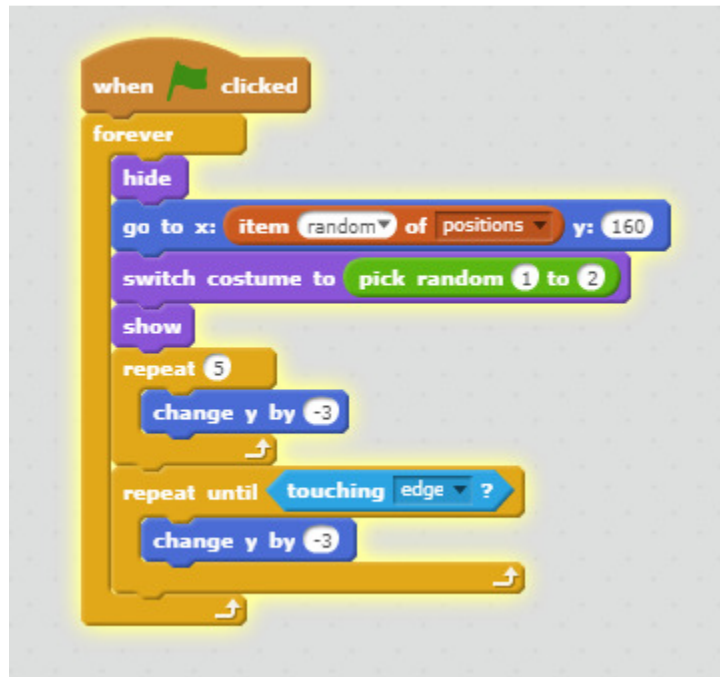 when clicked
forever
hide
go to x: item random of positions y: 160
switch costume to pick random 1 to 2
show
repeat 5
change y by -3
repeat until touching edge ?
change y by -3